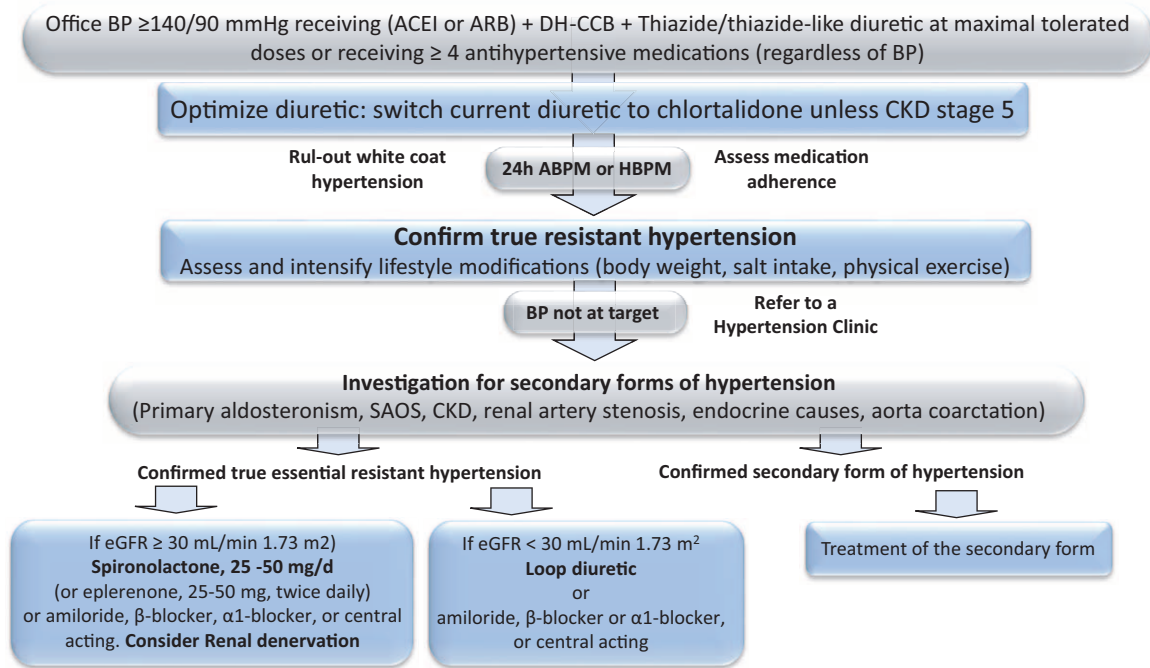 Office BP ≥140/90 mmHg receiving (ACEI or ARB) + DH-CCB + Thiazide/thiazide-like diuretic at maximal tolerated
doses or receiving ≥ 4 antihypertensive medications (regardless of BP)
Optimize diuretic: switch current diuretic to chlortalidone unless CKD stage 5
Rul-out white coat
hypertension
24h ABPM or HBPM
Assess medication
adherence
Confirm true resistant hypertension
Assess and intensify lifestyle modifications (body weight, salt intake, physical exercise)
BP not at target
Refer to a
Hypertension Clinic
Investigation for secondary forms of hypertension
(Primary aldosteronism, SAOS, CKD, renal artery stenosis, endocrine causes, aorta coarctation)
Confirmed true essential resistant hypertension
Confirmed secondary form of hypertension
If eGFR ≥ 30 mL/min 1.73 m2)
Spironolactone, 25 -50 mg/d
(or eplerenone, 25-50 mg, twice daily)
or amiloride, β-blocker, α1-blocker, or central
acting. Consider Renal denervation
If eGFR < 30 mL/min 1.73 m²
Loop diuretic
or
amiloride, β-blocker or α1-blocker,
or central acting
Treatment of the secondary form